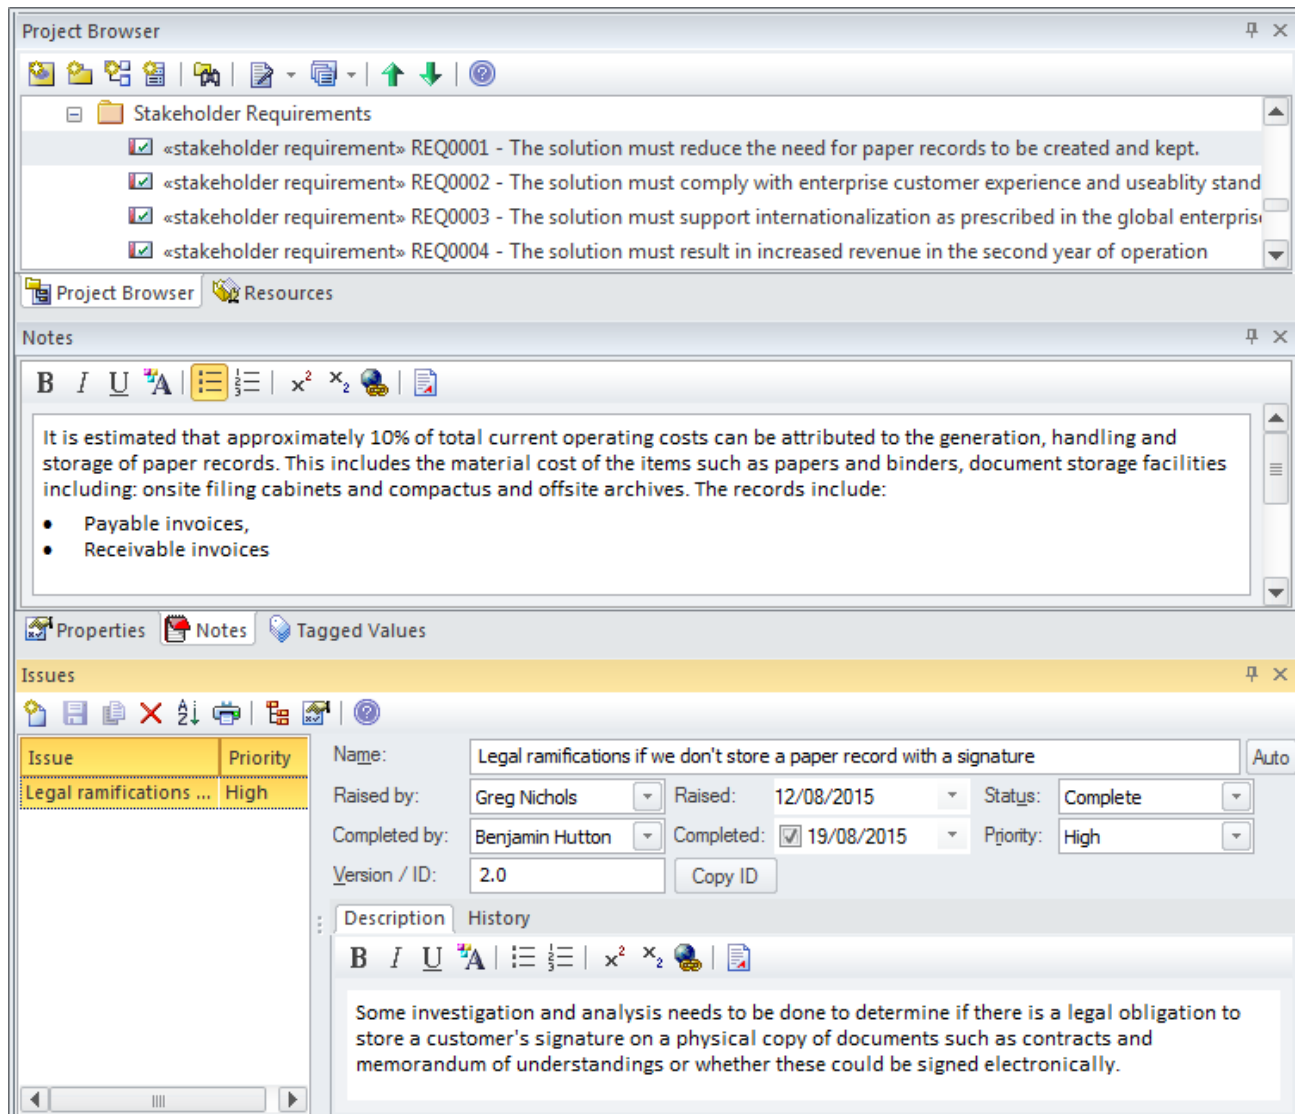 Project Browser
Stakeholder Requirements
«stakeholder requirement» REQ0001 - The solution must reduce the need for paper records to be created and kept.
«stakeholder requirement» REQ0002 - The solution must comply with enterprise customer experience and useablity stand
«stakeholder requirement» REQ0003 - The solution must support internationalization as prescribed in the global enterpris
«stakeholder requirement» REQ0004 - The solution must result in increased revenue in the second year of operation
Project Browser Resources
Notes
B I U A x² x₂
It is estimated that approximately 10% of total current operating costs can be attributed to the generation, handling and
storage of paper records. This includes the material cost of the items such as papers and binders, document storage facilities
including: onsite filing cabinets and compactus and offsite archives. The records include:
• Payable invoices,
• Receivable invoices
Properties Notes Tagged Values
Issues
Issue Priority
Legal ramifications ... High
Name: Legal ramifications if we don't store a paper record with a signature Auto
Raised by: Greg Nichols Raised: 12/08/2015 Status: Complete
Completed by: Benjamin Hutton Completed: 19/08/2015 Priority: High
Version / ID: 2.0 Copy ID
Description History
B I U A x² x₂
Some investigation and analysis needs to be done to determine if there is a legal obligation to
store a customer's signature on a physical copy of documents such as contracts and
memorandum of understandings or whether these could be signed electronically.